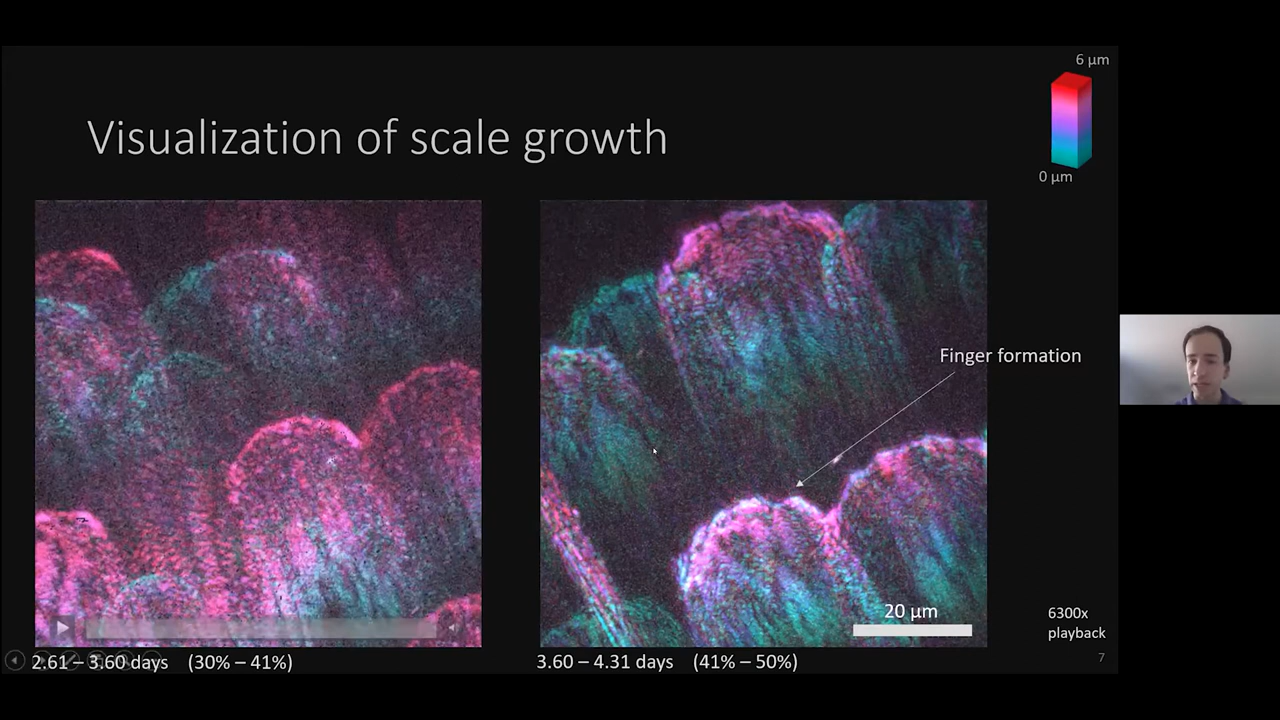 6 µm
Visualization of scale growth
0 µm
Finger formation
20 µm
6300x
playback
2.61 – 3.60 days (30% – 41%)
3.60 – 4.31 days (41% – 50%)
7